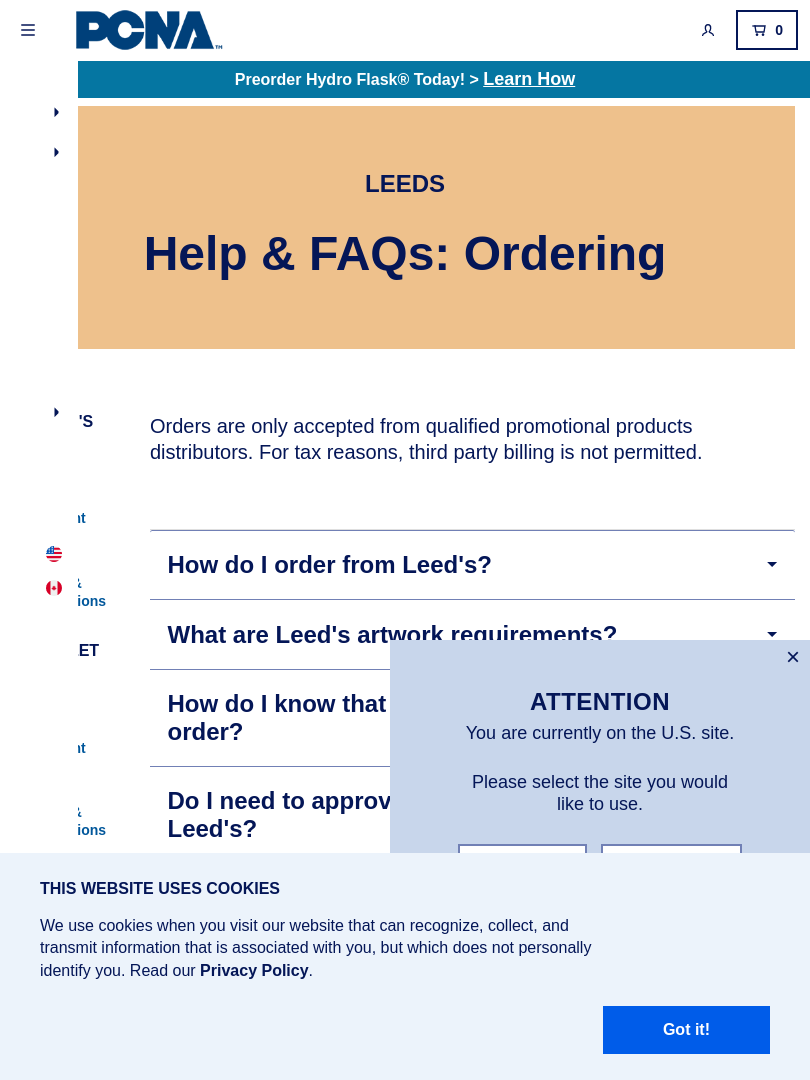 PCNA™
0
Preorder Hydro Flask® Today! > Learn How
LEEDS
Help & FAQs: Ordering
'S
Orders are only accepted from qualified promotional products
distributors. For tax reasons, third party billing is not permitted.
How do I order from Leed's?
&
ions
What are Leed's artwork requirements?
ET
How do I know that
order?
Do I need to approv
Leed's?
&
ions
ATTENTION
You are currently on the U.S. site.
Please select the site you would
like to use.
THIS WEBSITE USES COOKIES
We use cookies when you visit our website that can recognize, collect, and
transmit information that is associated with you, but which does not personally
identify you. Read our Privacy Policy.
Got it!